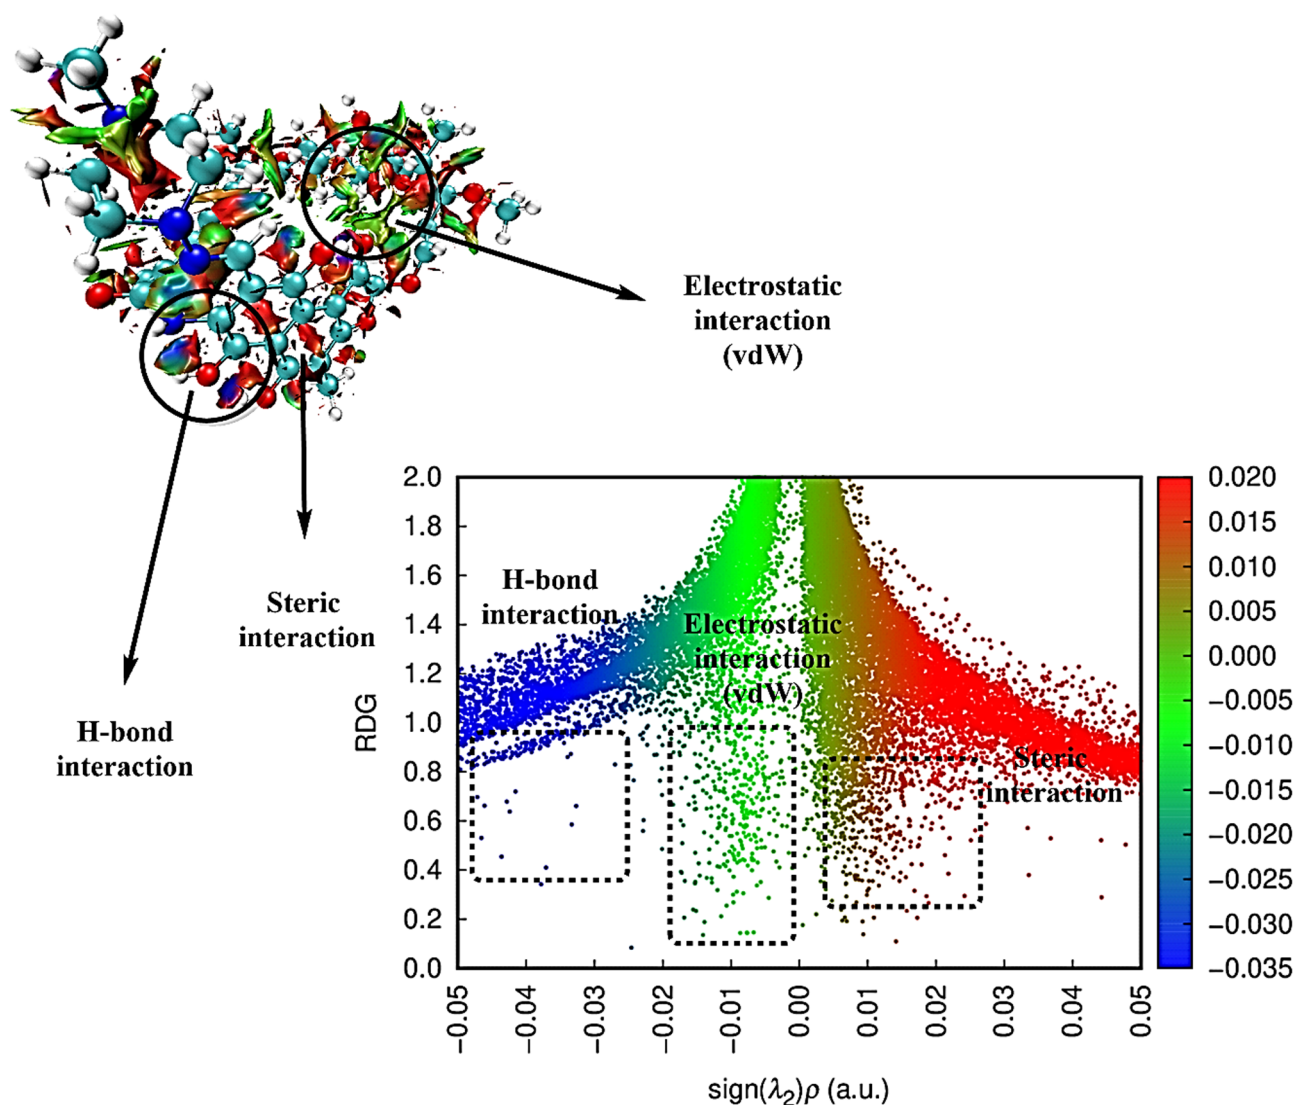 Electrostatic
interaction
(vdW)
Steric
interaction
H-bond
interaction
2.0
1.8
1.6
1.4
1.2
1.0
0.8
0.6
0.4
0.2
0.0
RDG
H-bond
interaction
Electrostatic
interaction
(vdW)
Steric
interaction
-0.05
-0.04
-0.03
-0.02
-0.01
0.00
0.01
0.02
0.03
0.04
0.05
sign(λ₂)ρ (a.u.)
0.020
0.015
0.010
0.005
0.000
-0.005
-0.010
-0.015
-0.020
-0.025
-0.030
-0.035